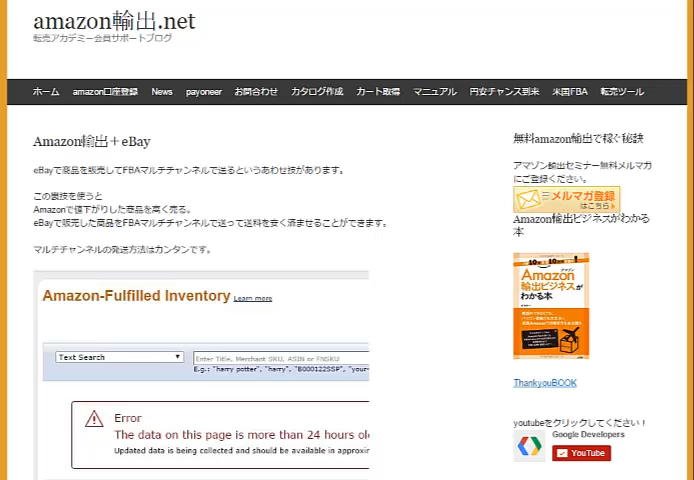 amazon輸出.net
転売アカデミー会員サポートブログ
ホーム amazon口座登録 News payoneer お問合わせ カタログ作成 カート取得 マニュアル 円安チャンス到来 米国FBA 転売ツール
Amazon輸出＋eBay
eBayで商品を販売してFBAマルチチャンネルで送るというあわせ技があります。
この裏技を使うと
Amazonで値下がりした商品を高く売る。
eBayで販売した商品をFBAマルチチャンネルで送って送料を安く済ませることができます。
マルチチャンネルの発送方法はカンタンです。
Amazon-Fulfilled Inventory Learn more
Text Search
Enter Title, Merchant SKU, ASIN or FNSKU
E.g.: "harry potter", "harry", "B000122SSP", "your-
Error
The data on this page is more than 24 hours ol
Updated data is being collected and should be available in approxin
無料amazon輸出で稼ぐ秘訣
アマゾン輸出セミナー無料メルマガ
にご登録ください。
メルマガ登録
はこちら
Amazon輸出ビジネスがわかる
本
アマゾン
Amazon
輸出ビジネスが
わかる本
ThankyouBOOK
youtubeをクリックしてください！
Google Developers
YouTube